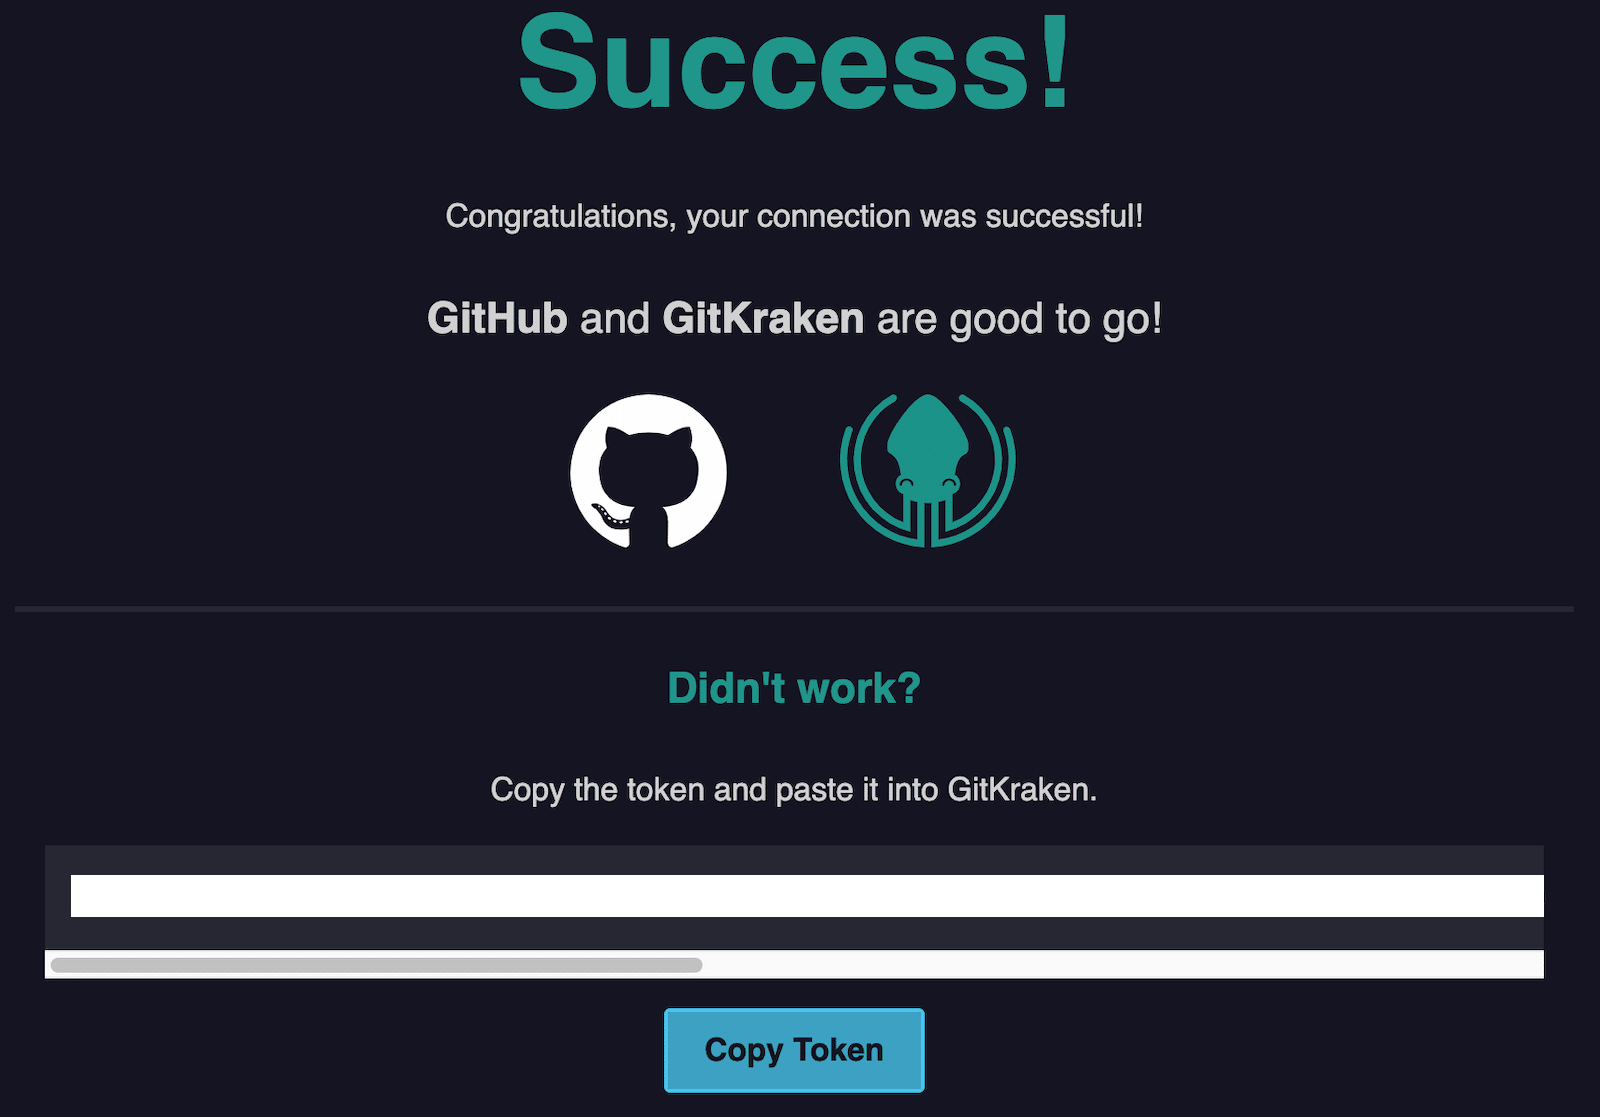 Success!
Congratulations, your connection was successful!
GitHub and GitKraken are good to go!
Didn't work?
Copy the token and paste it into GitKraken.
Copy Token